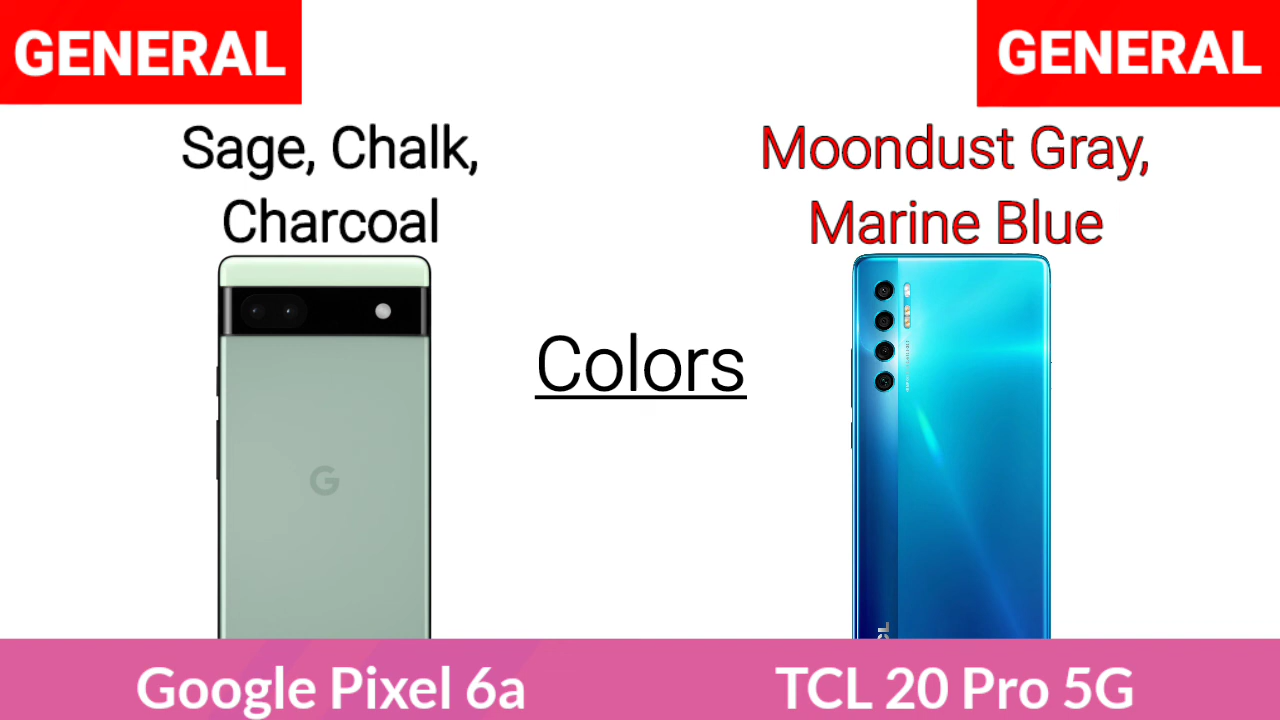 GENERAL
GENERAL
Sage, Chalk,
Charcoal
Moondust Gray,
Marine Blue
Colors
G
Google Pixel 6a
TCL 20 Pro 5G